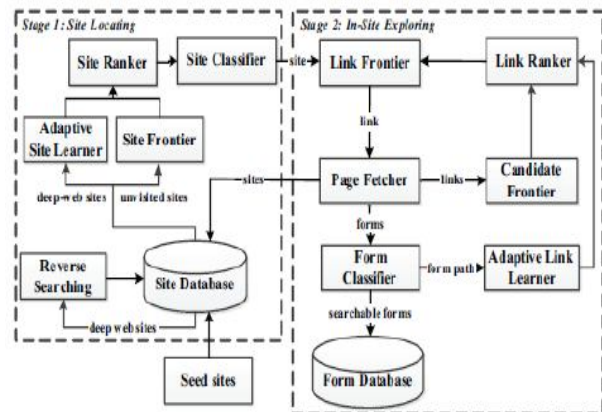 Stage 1: Site Locating
Stage 2: In-Site Exploring
Site Ranker
Site Classifier
site
Link Frontier
Link Ranker
link
Adaptive
Site Learner
Site Frontier
deep-web sites
unvisited sites
sites
Page Fetcher
links
Candidate
Frontier
forms
Reverse
Searching
Site Database
Form
Classifier
form path
Adaptive Link
Learner
searchable forms
deep web sites
Seed sites
Form Database